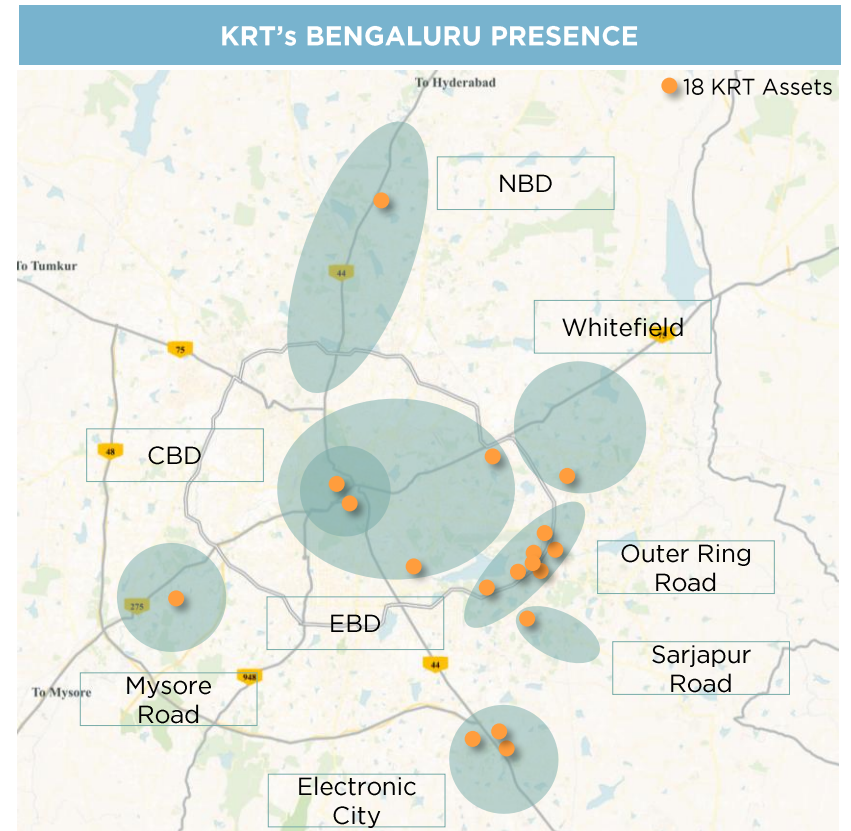 KRT's BENGALURU PRESENCE
To Hyderabad
18 KRT Assets
NBD
To Tumkur
44
Whitefield
75
75
CBD
48
Outer Ring
Road
275
EBD
Sarjapur
Road
44
948
Mysore
Road
To Mysore
Electronic
City